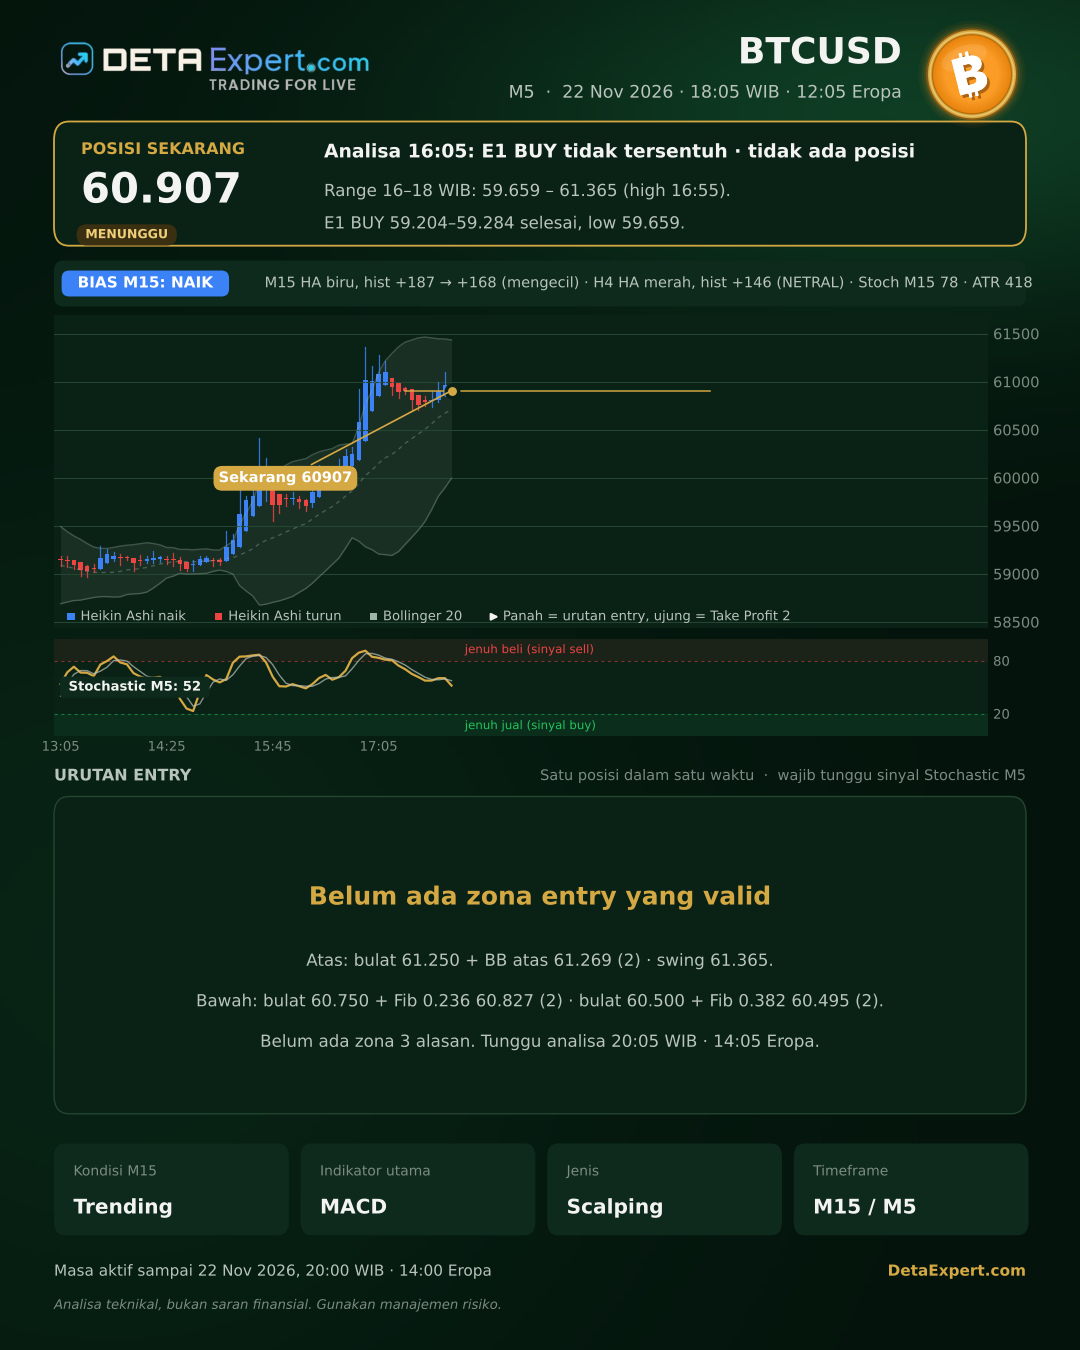 DETA Expert.com
TRADING FOR LIVE
BTCUSD
M5 · 22 Nov 2026 · 18:05 WIB · 12:05 Eropa
POSISI SEKARANG
60.907
MENUNGGU
Analisa 16:05: E1 BUY tidak tersentuh · tidak ada posisi
Range 16–18 WIB: 59.659 – 61.365 (high 16:55).
E1 BUY 59.204–59.284 selesai, low 59.659.
BIAS M15: NAIK
M15 HA biru, hist +187 → +168 (mengecil) · H4 HA merah, hist +146 (NETRAL) · Stoch M15 78 · ATR 418
61500
61000
60500
60000
59500
59000
58500
Sekarang 60907
Heikin Ashi naik
Heikin Ashi turun
Bollinger 20
Panah = urutan entry, ujung = Take Profit 2
jenuh beli (sinyal sell)
80
Stochastic M5: 52
20
jenuh jual (sinyal buy)
13:05
14:25
15:45
17:05
URUTAN ENTRY
Satu posisi dalam satu waktu · wajib tunggu sinyal Stochastic M5
Belum ada zona entry yang valid
Atas: bulat 61.250 + BB atas 61.269 (2) · swing 61.365.
Bawah: bulat 60.750 + Fib 0.236 60.827 (2) · bulat 60.500 + Fib 0.382 60.495 (2).
Belum ada zona 3 alasan. Tunggu analisa 20:05 WIB · 14:05 Eropa.
Kondisi M15
Trending
Indikator utama
MACD
Jenis
Scalping
Timeframe
M15 / M5
Masa aktif sampai 22 Nov 2026, 20:00 WIB · 14:00 Eropa
DetaExpert.com
Analisa teknikal, bukan saran finansial. Gunakan manajemen risiko.